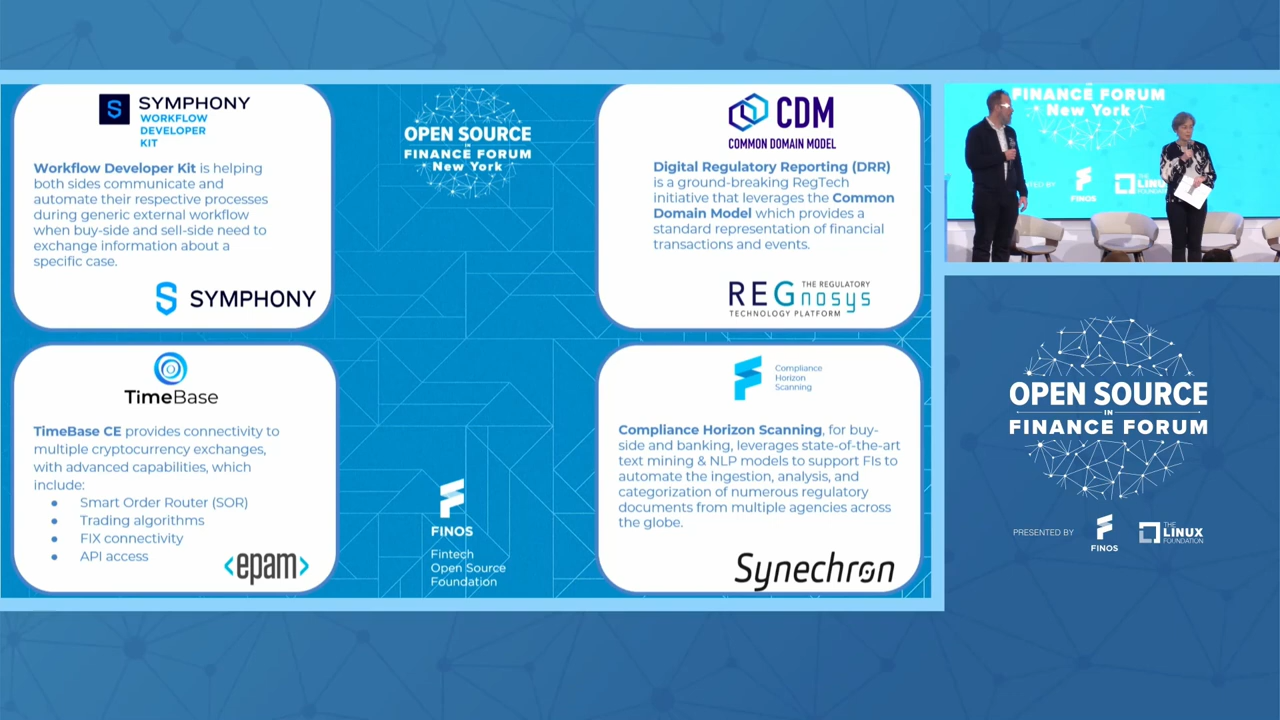 SYMPHONY
WORKFLOW
DEVELOPER
KIT
Workflow Developer Kit is helping
both sides communicate and
automate their respective processes
during generic external workflow
when buy-side and sell-side need to
exchange information about a
specific case.
SYMPHONY
OPEN SOURCE
IN
FINANCE FORUM
New York
CDM
COMMON DOMAIN MODEL
Digital Regulatory Reporting (DRR)
is a ground-breaking RegTech
initiative that leverages the Common
Domain Model which provides a
standard representation of financial
transactions and events.
REGnosys
THE REGULATORY
TECHNOLOGY PLATFORM
TimeBase
TimeBase CE provides connectivity to
multiple cryptocurrency exchanges,
with advanced capabilities, which
include:
• Smart Order Router (SOR)
• Trading algorithms
• FIX connectivity
• API access
<epam>
FINOS
Fintech
Open Source
Foundation
Compliance
Horizon
Scanning
Compliance Horizon Scanning, for buy-
side and banking, leverages state-of-the-art
text mining & NLP models to support FIs to
automate the ingestion, analysis, and
categorization of numerous regulatory
documents from multiple agencies across
the globe.
Synechron
FINANCE FORUM
New York
FINOS
OPEN SOURCE
IN
FINANCE FORUM
PRESENTED BY
FINOS
THE
LINUX
FOUNDATION